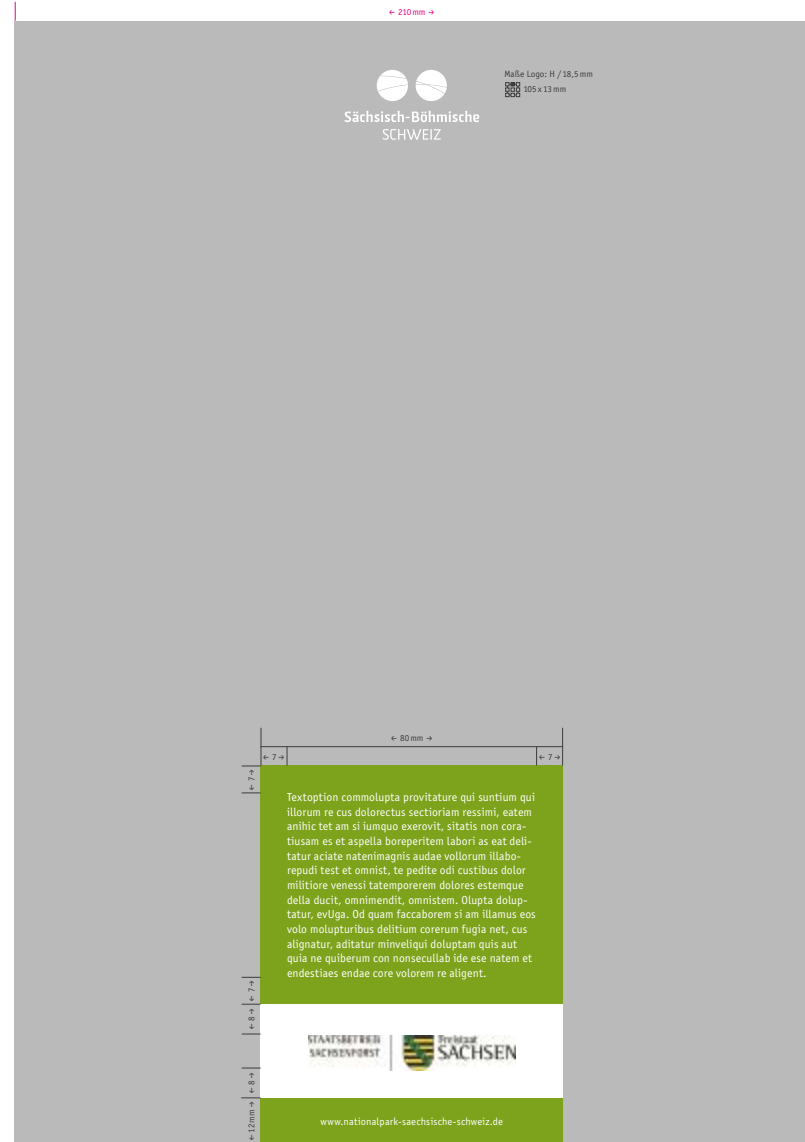 ← 210 mm →
Maße Logo: H / 18,5 mm
105 x 13 mm
Sächsisch-Böhmische
SCHWEIZ
← 80 mm →
← 7 →
← 7 →
← 7 →
Textoption commolupta provitature qui suntium qui
illorum re cus dolorectus sectioriam ressimi, eatem
anihic tet am si iumquo exerovit, sitatis non cora-
tiusam es et aspella boreperitem labori as eat deli-
tatur aciate natenimagnis audae vollorum illabo-
repudi test et omnist, te pedite odi custibus dolor
militiore venessi tatemporerem dolores estemque
della ducit, omnimendit, omnistem. Olupta dolup-
tatur, evUga. Od quam faccaborem si am illamus eos
volo molupturibus delitium corerum fugia net, cus
alignatur, aditatur minveliqui doluptam quis aut
quia ne quiberum con nonsecullab ide ese natem et
endestiaes endae core volorem re aligent.
← 7 →
← 8 →
STAATSBETRIEB
SACHSENFORST
Freistaat
SACHSEN
← 8 →
← 12mm →
www.nationalpark-saechsische-schweiz.de